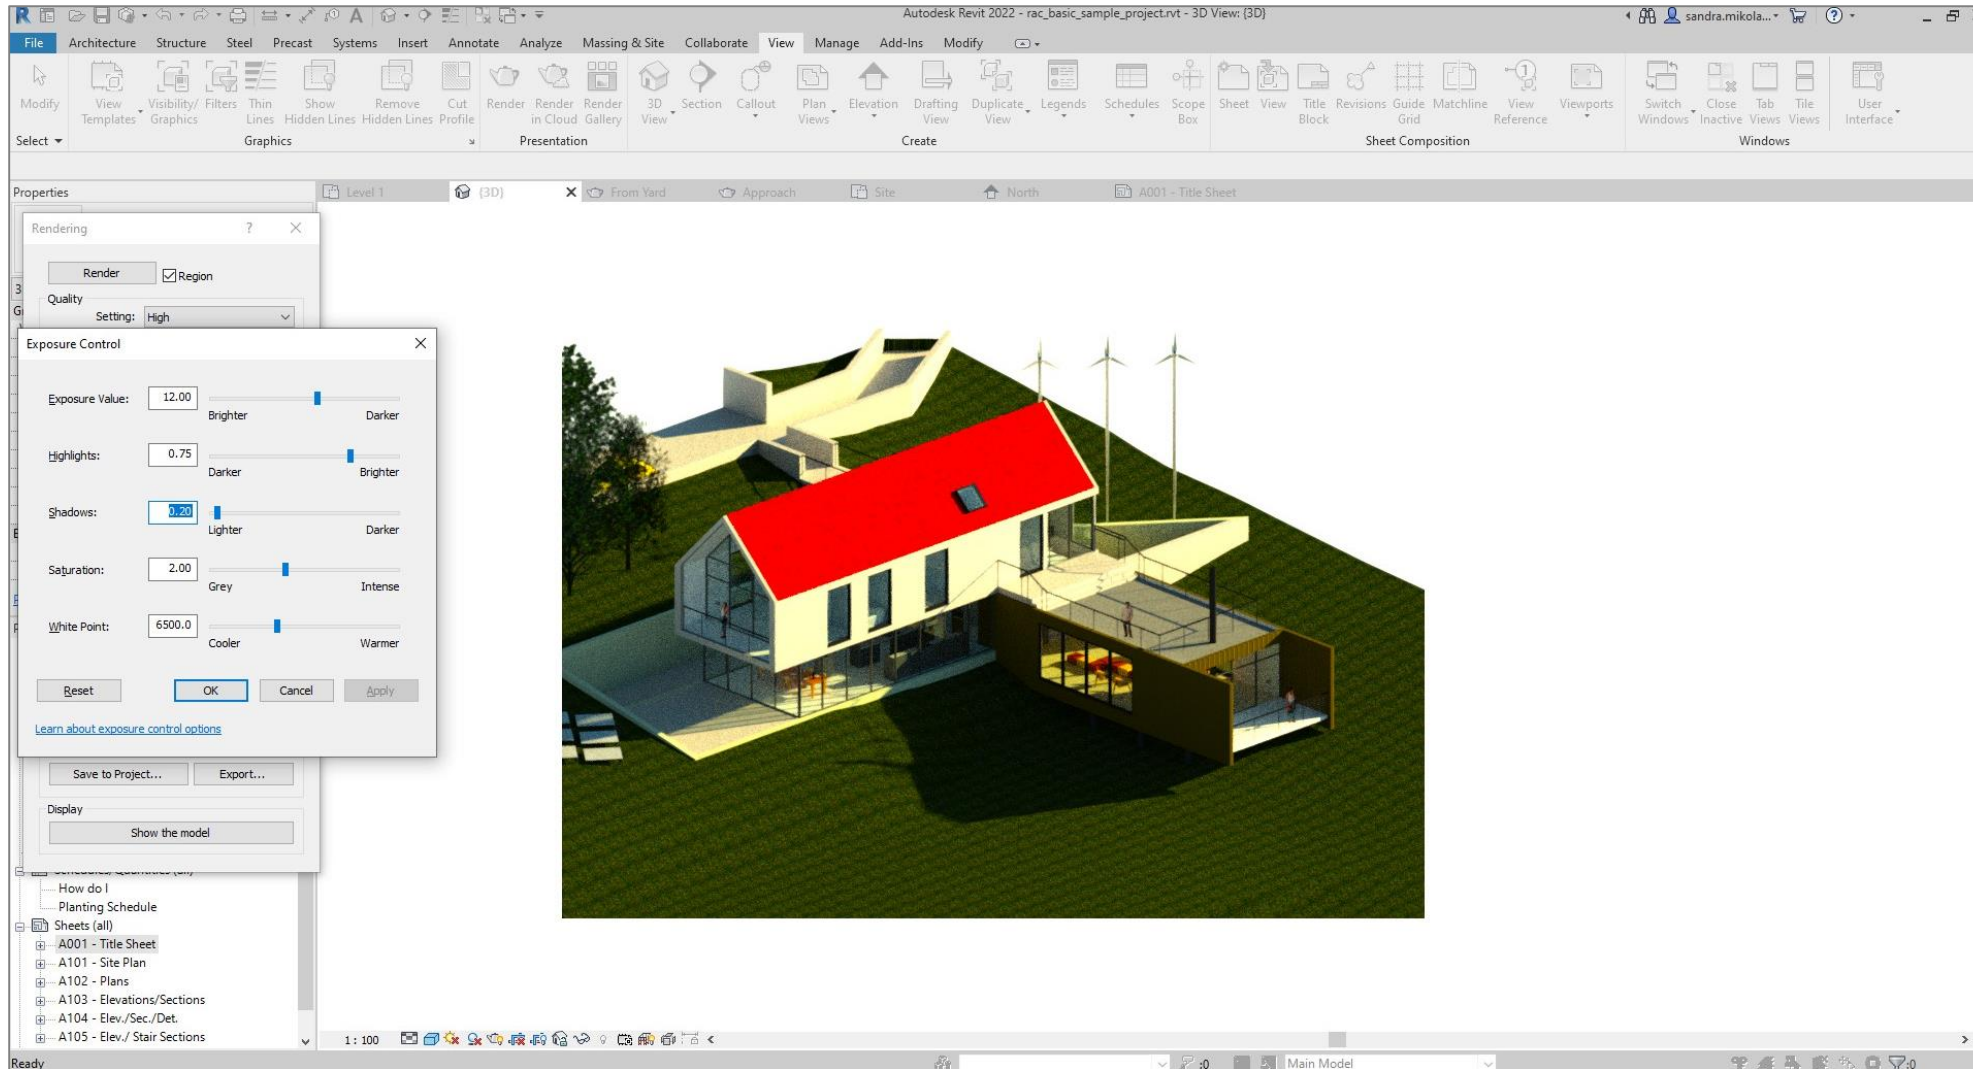 Autodesk Revit 2022 - rac_basic_sample_project.rvt - 3D View: {3D}
sandra.mikola...
File Architecture Structure Steel Precast Systems Insert Annotate Analyze Massing & Site Collaborate View Manage Add-Ins Modify
Modify
View Templates
Visibility/ Graphics
Filters
Thin Lines
Show Hidden Lines
Remove Hidden Lines
Cut Profile
Render
Render in Cloud
Render Gallery
3D View
Section
Callout
Plan Views
Elevation
Drafting View
Duplicate View
Legends
Schedules
Scope Box
Sheet
View
Title Block
Revisions
Guide Grid
Matchline
View Reference
Viewports
Switch Windows
Close Inactive
Tab Views
Tile Views
User Interface
Select Graphics Presentation Create Sheet Composition Windows
Properties
Level 1 {3D} From Yard Approach Site North A001 - Title Sheet
Rendering ?
Render Region
Quality
Setting: High
Exposure Control
Exposure Value: 12.00
Brighter Darker
Highlights: 0.75
Darker Brighter
Shadows: 0.20
Lighter Darker
Saturation: 2.00
Grey Intense
White Point: 6500.0
Cooler Warmer
Reset OK Cancel Apply
Learn about exposure control options
Save to Project... Export...
Display
Show the model
How do I
Planting Schedule
Sheets (all)
A001 - Title Sheet
A101 - Site Plan
A102 - Plans
A103 - Elevations/Sections
A104 - Elev./Sec./Det.
A105 - Elev./ Stair Sections
1 : 100
Ready
:0
Main Model
:0